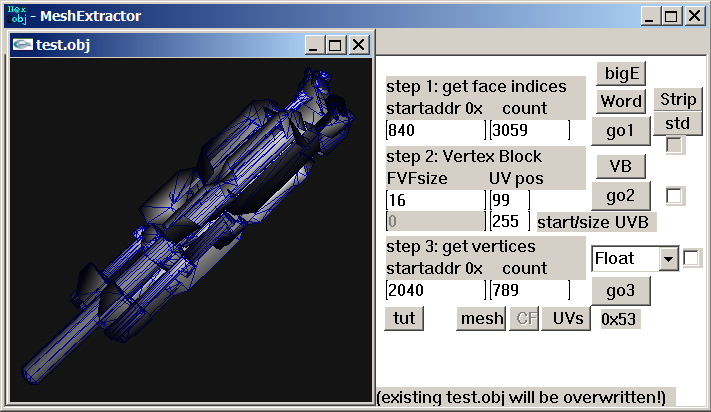 Hex
obj - MeshExtractor
test.obj
step 1: get face indices
startaddr 0x count
840 3059
bigE
Word
go1
Strip
std
step 2: Vertex Block
FVFsize UV pos
16 99
0 255 start/size UVB
VB
go2
step 3: get vertices
startaddr 0x count
2040 789
Float
go3
tut mesh CF UVs 0x53
(existing test.obj will be overwritten!)